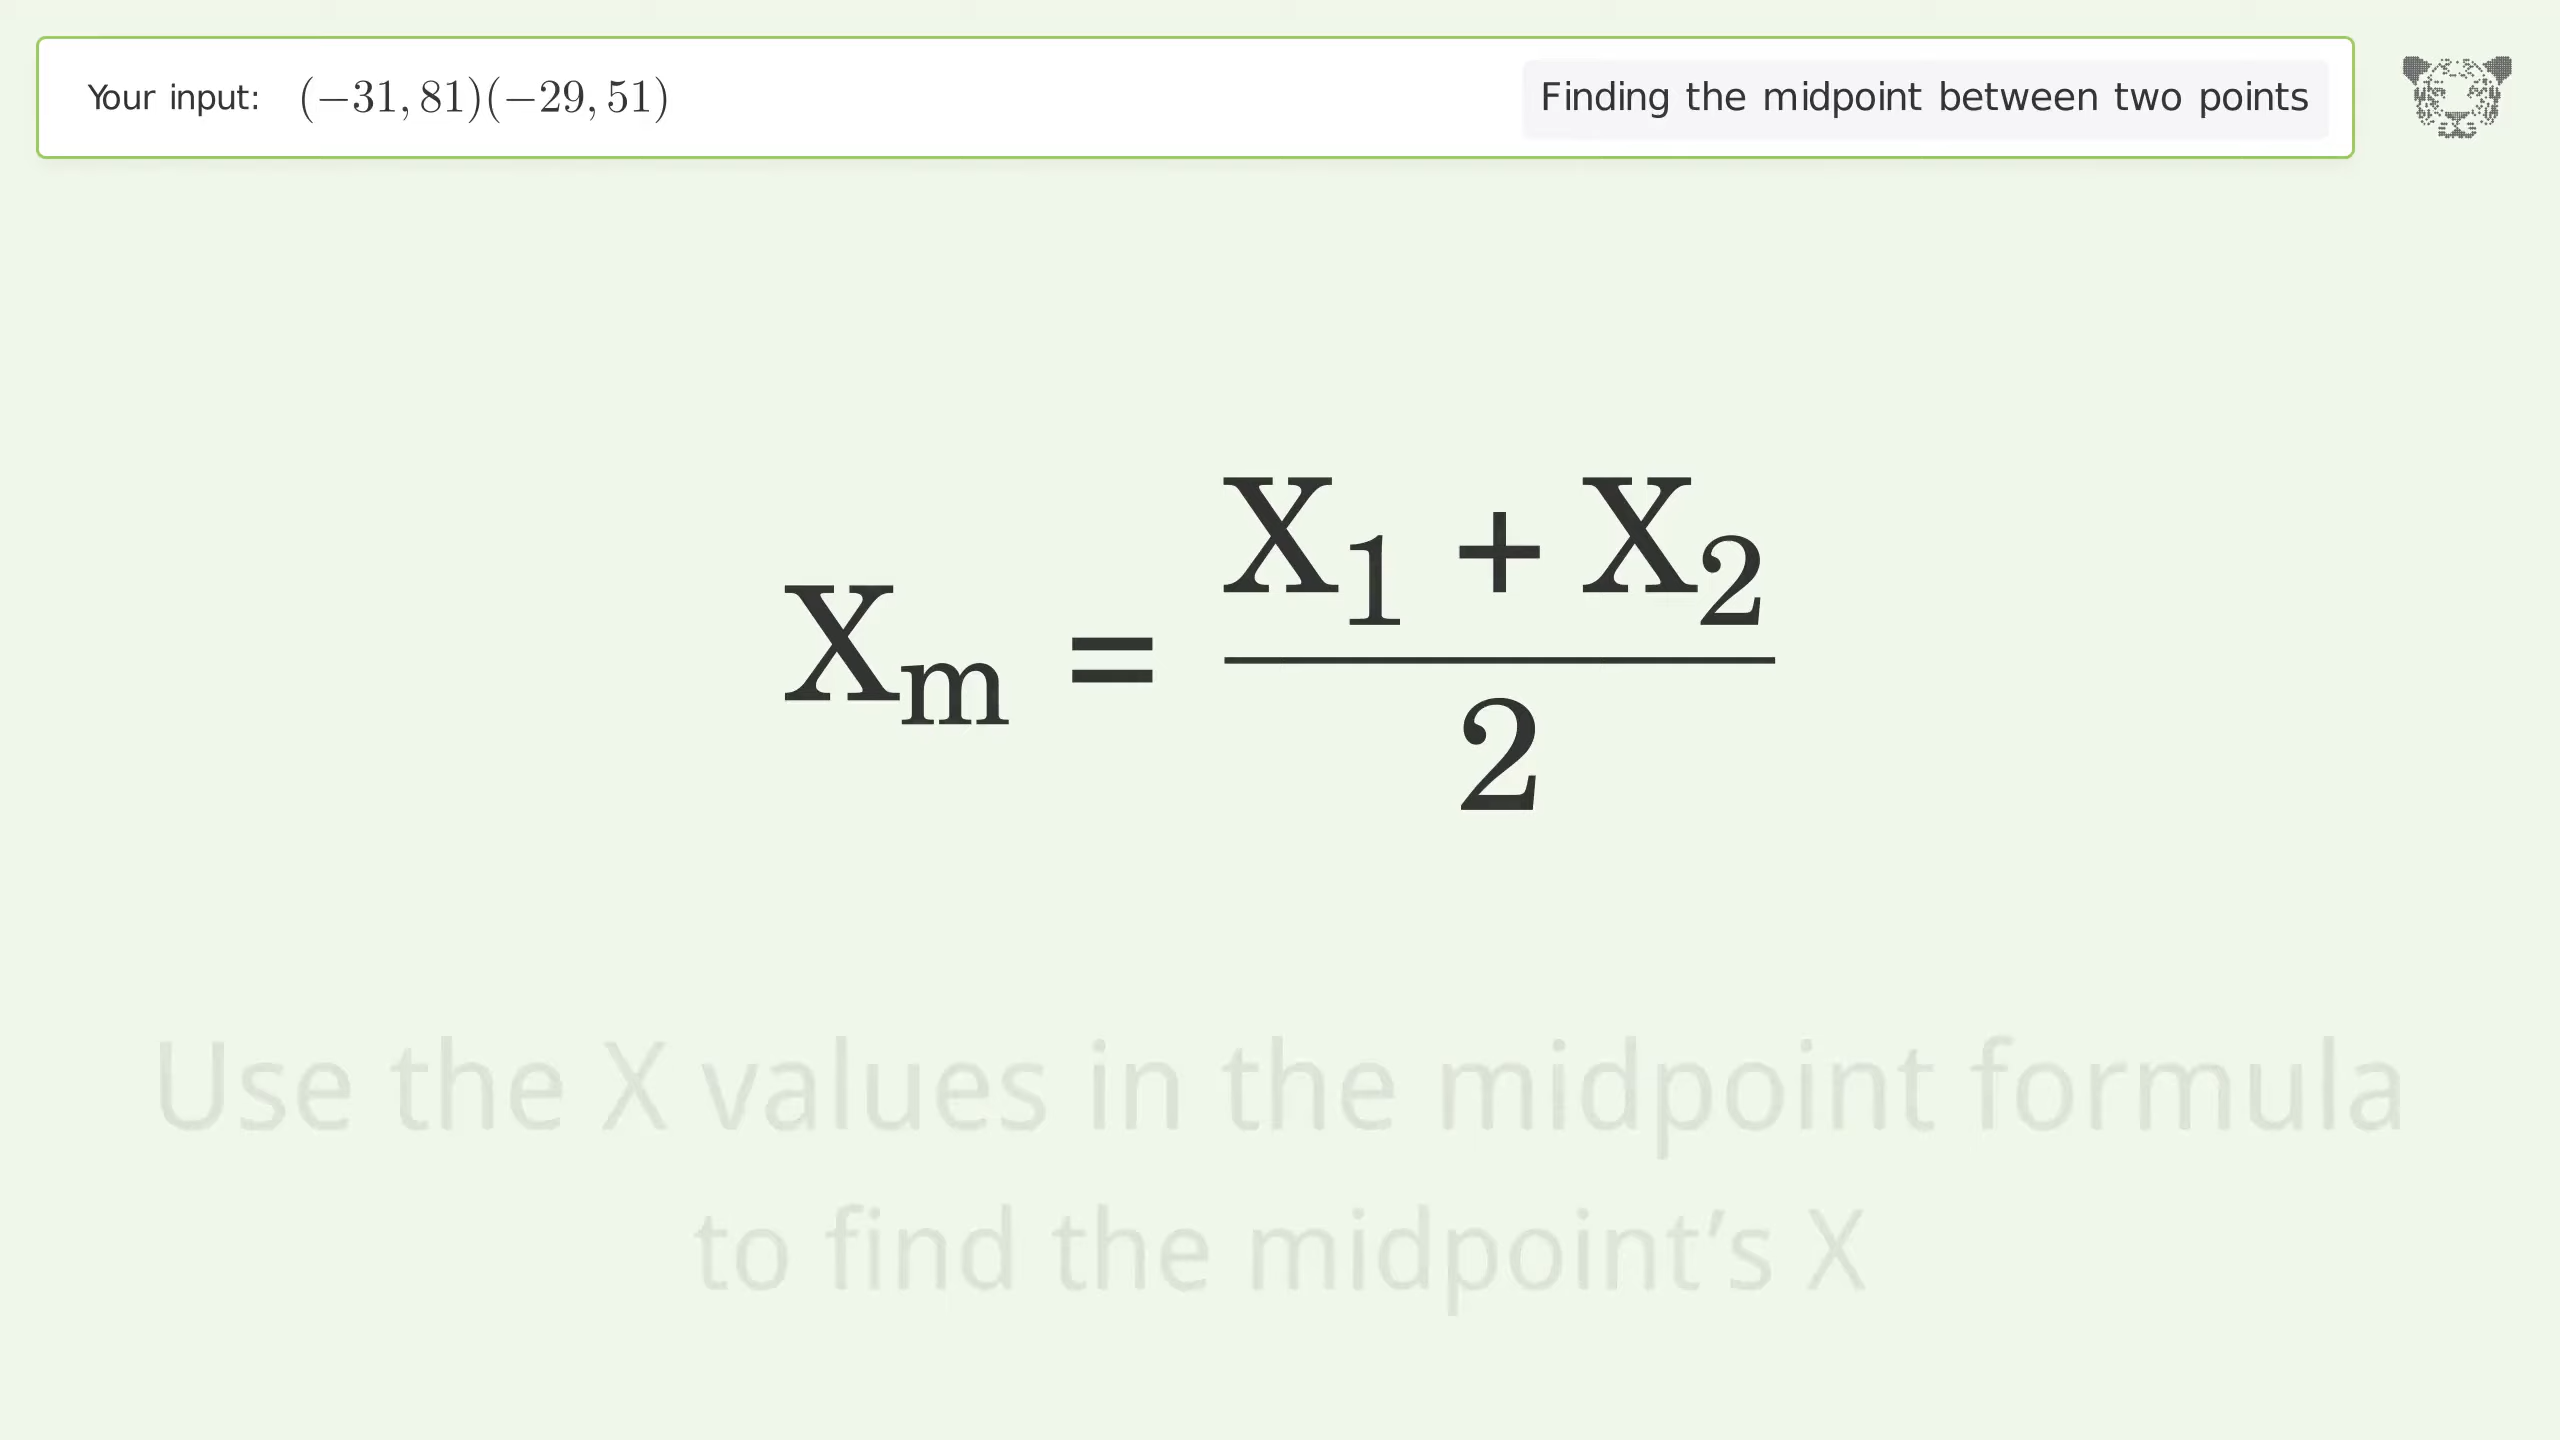 Your input: (−31, 81)(−29, 51)
Finding the midpoint between two points
Xₘ = (X₁ + X₂) / 2
Use the X values in the midpoint formula
to find the midpoint’s X